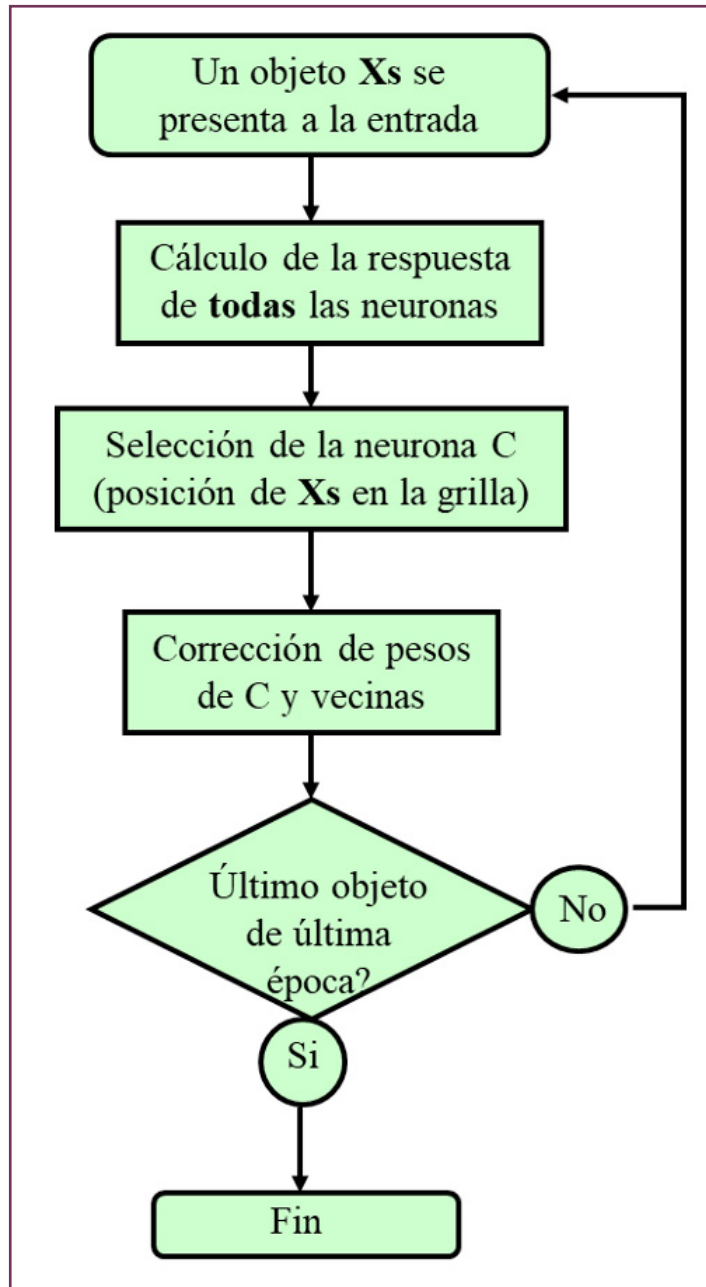 Un objeto Xs se
presenta a la entrada
Cálculo de la respuesta
de todas las neuronas
Selección de la neurona C
(posición de Xs en la grilla)
Corrección de pesos
de C y vecinas
Último objeto
de última
época?
No
Si
Fin